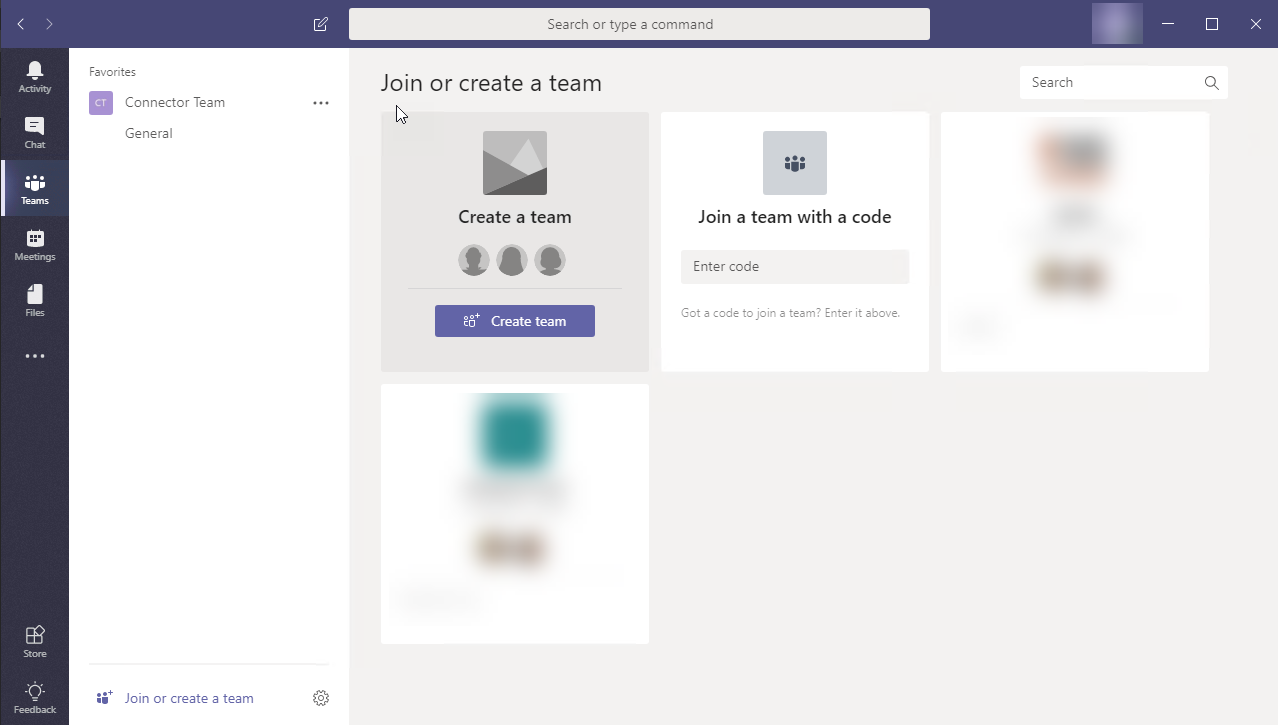 Search or type a command
Activity
Chat
Teams
Meetings
Files
Store
Feedback
Favorites
CT
Connector Team
General
Join or create a team
Join or create a team
Search
Create a team
Create team
Join a team with a code
Enter code
Got a code to join a team? Enter it above.